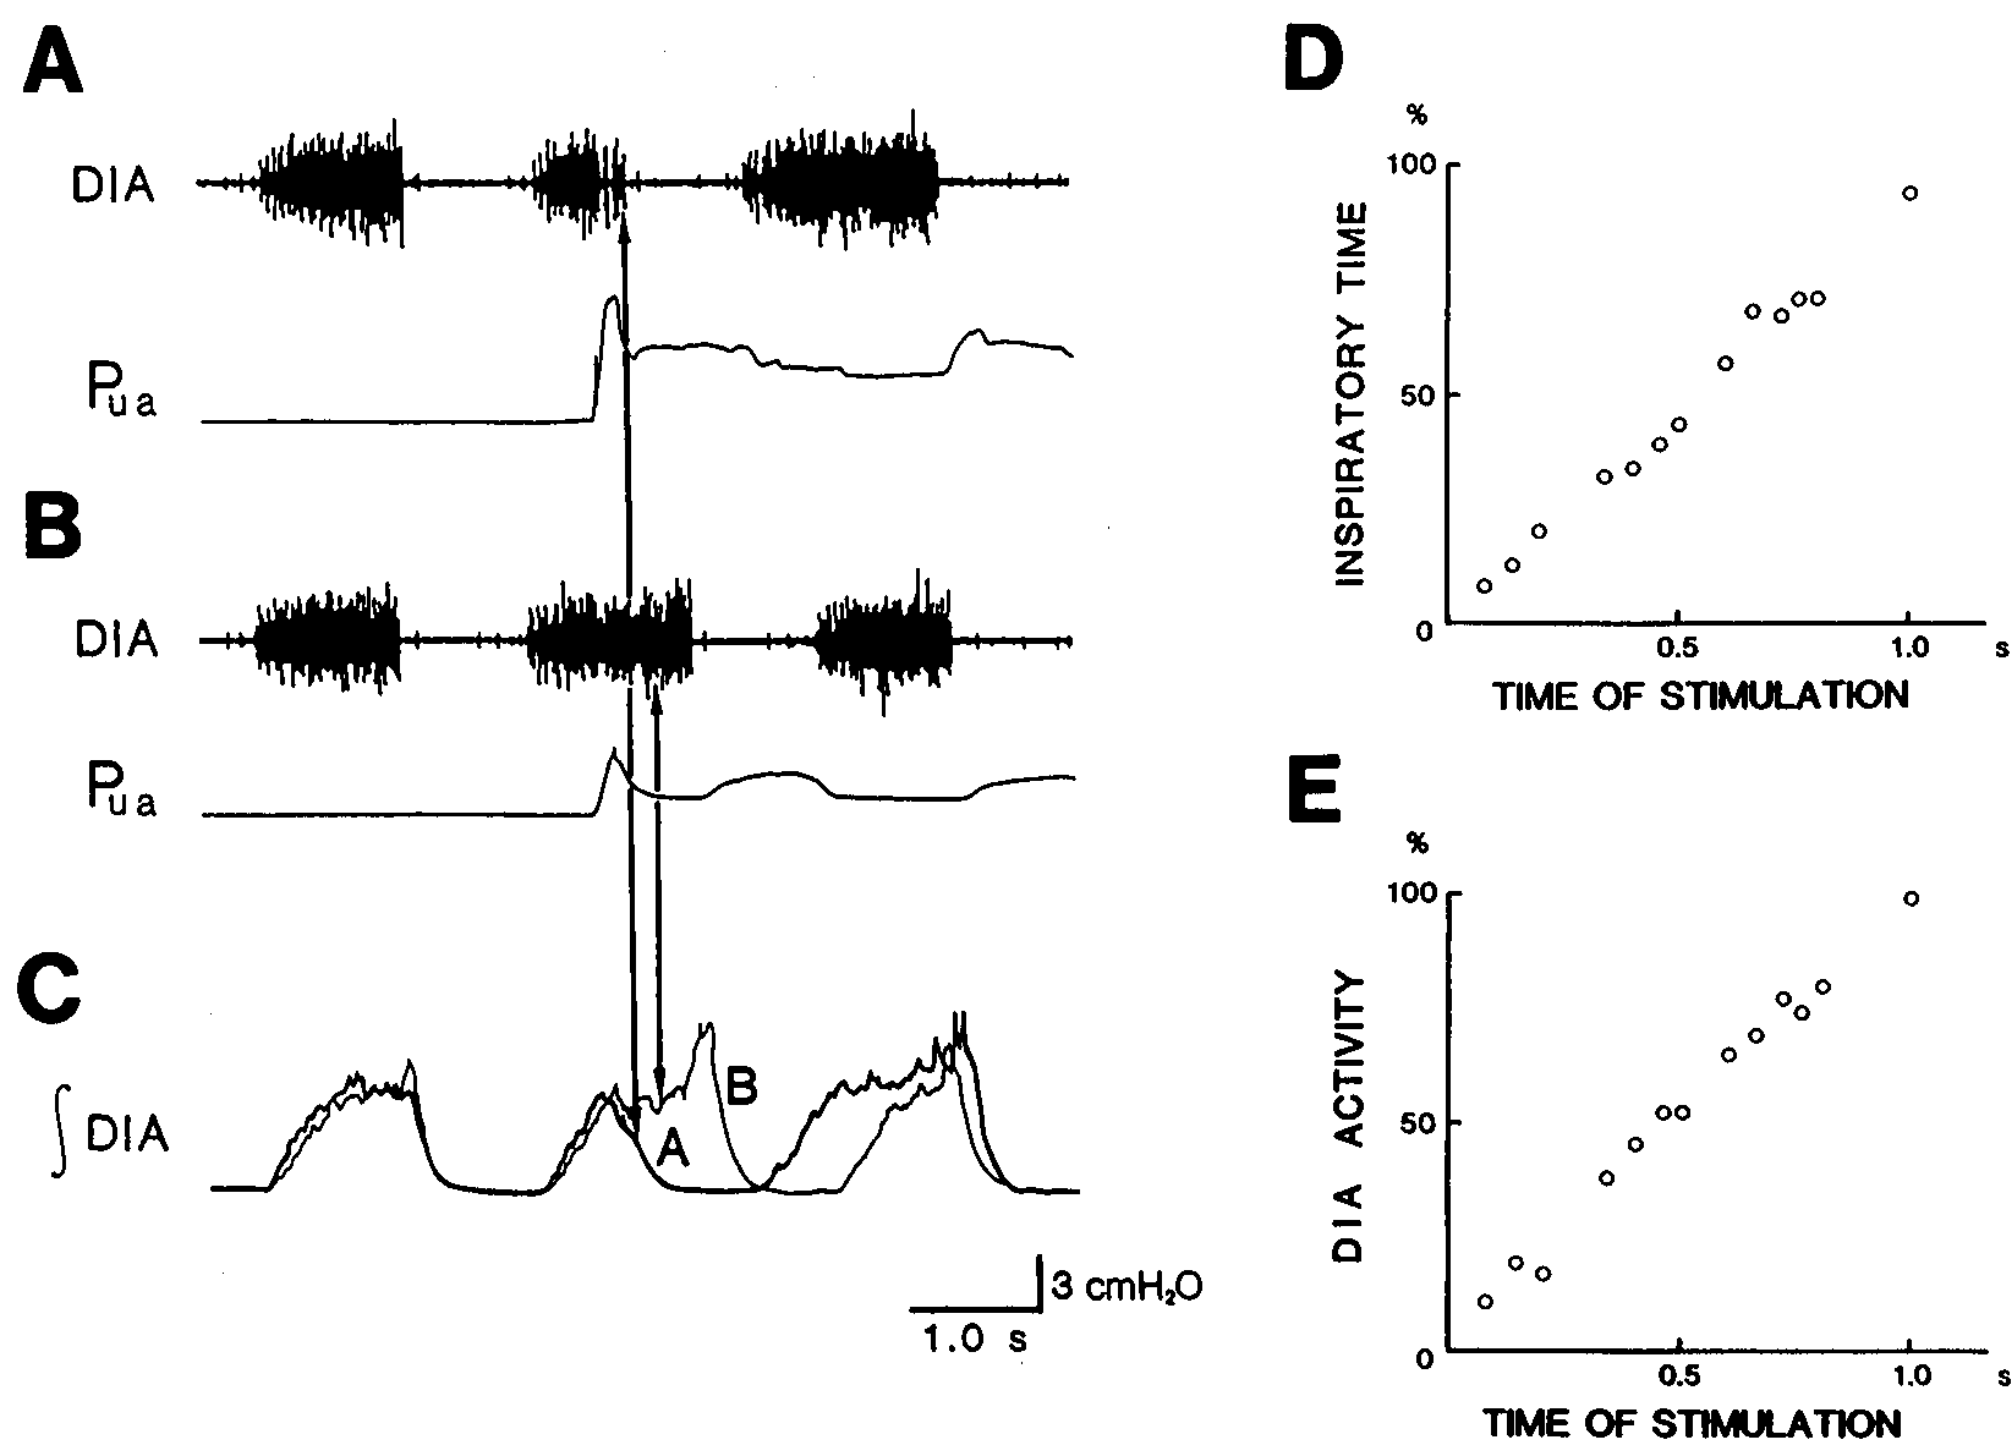 A
DIA
Pua
B
DIA
Pua
C
∫ DIA
A
B
3 cmH₂O
1.0 s
D
%
100
50
0
INSPIRATORY TIME
0.5 1.0 s
TIME OF STIMULATION
E
%
100
50
0
DIA ACTIVITY
0.5 1.0 s
TIME OF STIMULATION